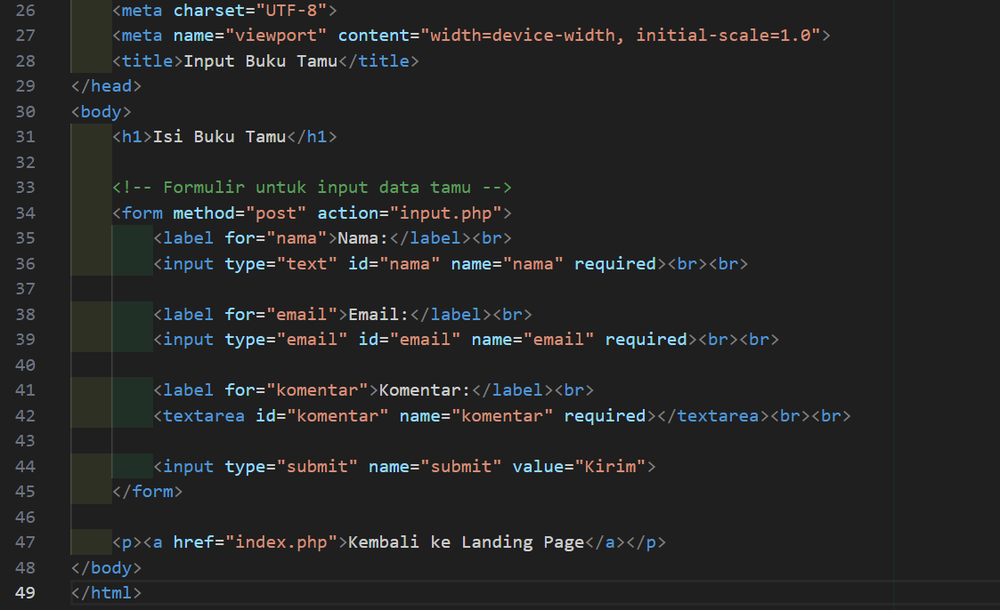 26 <meta charset="UTF-8">
27 <meta name="viewport" content="width=device-width, initial-scale=1.0">
28 <title>Input Buku Tamu</title>
29 </head>
30 <body>
31 <h1>Isi Buku Tamu</h1>
32
33 <!-- Formulir untuk input data tamu -->
34 <form method="post" action="input.php">
35 <label for="nama">Nama:</label><br>
36 <input type="text" id="nama" name="nama" required><br><br>
37
38 <label for="email">Email:</label><br>
39 <input type="email" id="email" name="email" required><br><br>
40
41 <label for="komentar">Komentar:</label><br>
42 <textarea id="komentar" name="komentar" required></textarea><br><br>
43
44 <input type="submit" name="submit" value="Kirim">
45 </form>
46
47 <p><a href="index.php">Kembali ke Landing Page</a></p>
48 </body>
49 </html>